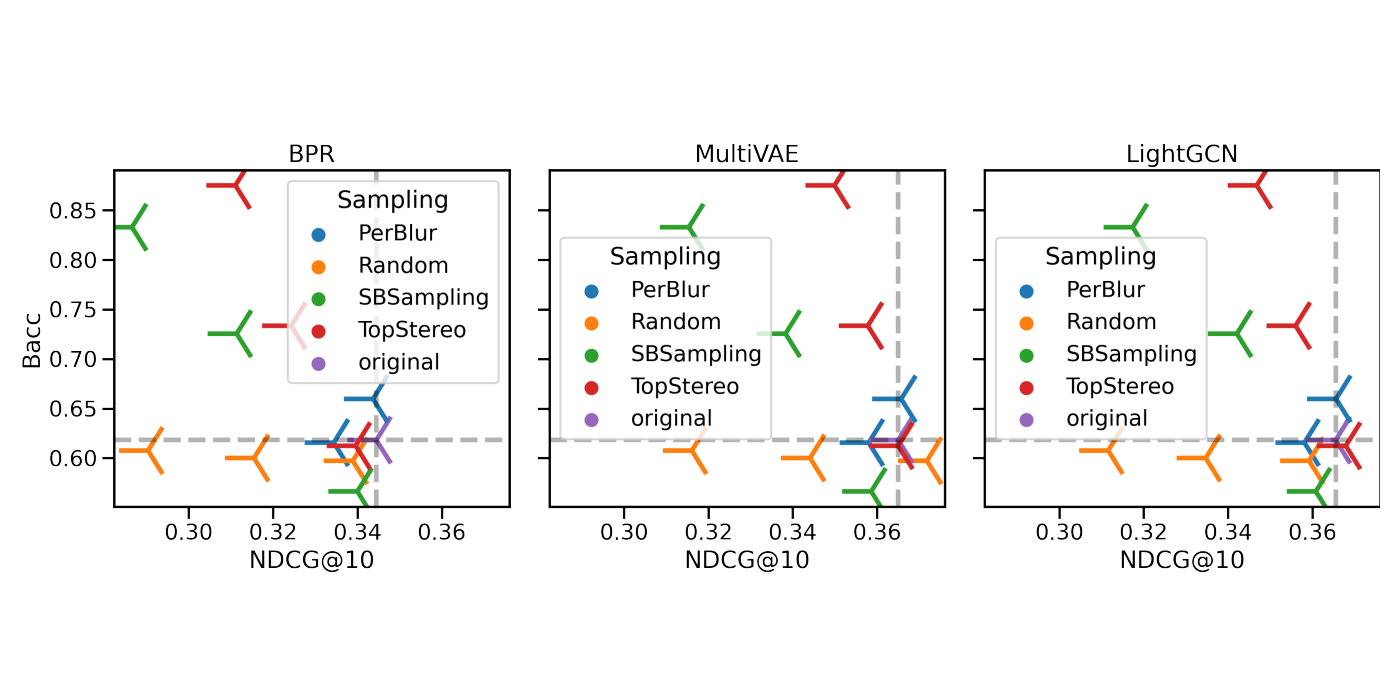 BPR
MultiVAE
LightGCN
Bacc
0.85
0.80
0.75
0.70
0.65
0.60
Sampling
PerBlur
Random
SBSampling
TopStereo
original
Sampling
PerBlur
Random
SBSampling
TopStereo
original
Sampling
PerBlur
Random
SBSampling
TopStereo
original
0.30 0.32 0.34 0.36
0.30 0.32 0.34 0.36
0.30 0.32 0.34 0.36
NDCG@10
NDCG@10
NDCG@10